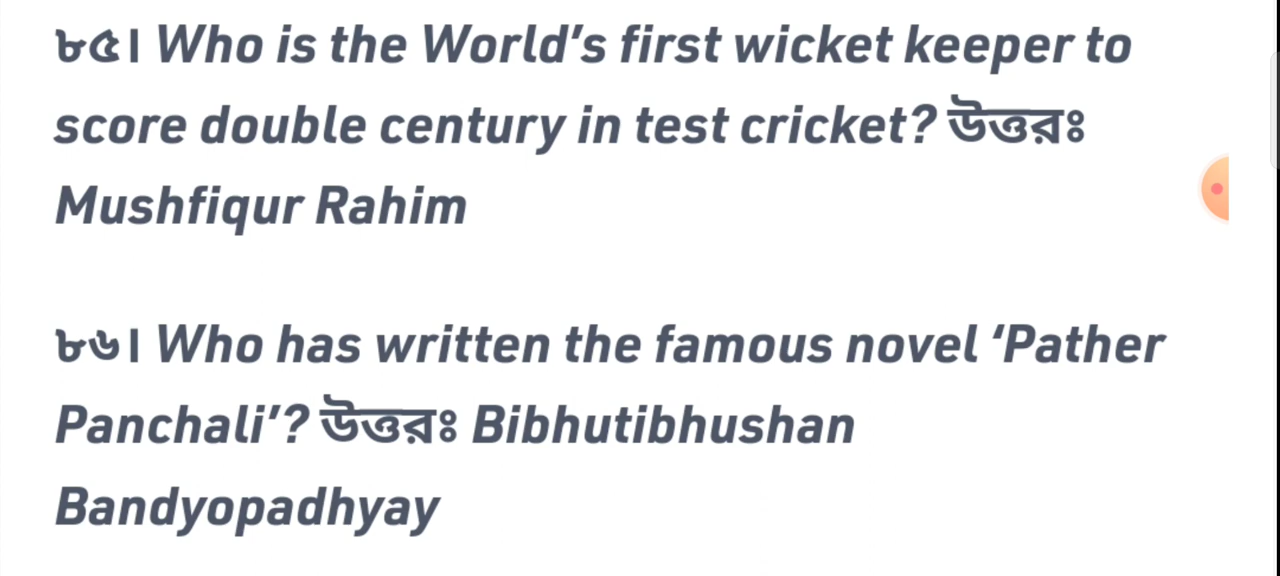 ৮৫। Who is the World’s first wicket keeper to
score double century in test cricket? উত্তরঃ
Mushfiqur Rahim
৮৬। Who has written the famous novel ‘Pather
Panchali’? উত্তরঃ Bibhutibhushan
Bandyopadhyay